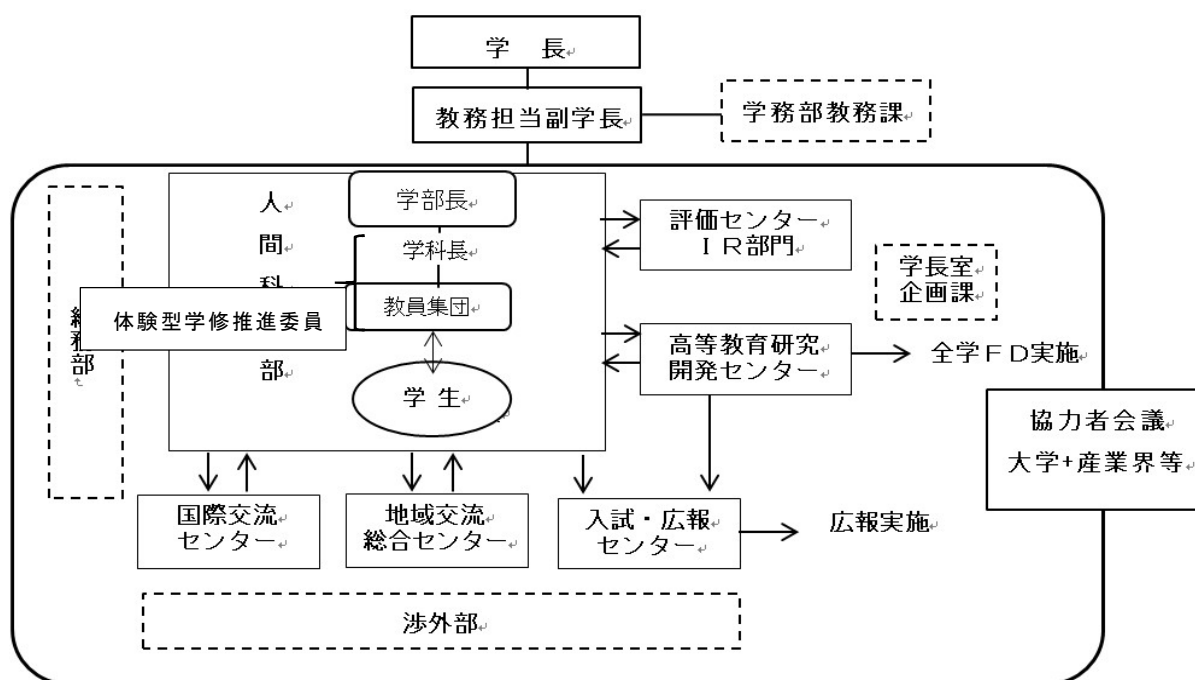 学　長
教務担当副学長
学務部教務課
人
間
科
部
学部長
学科長
教員集団
体験型学修推進委員
学 生
務
部
評価センター
ＩＲ部門
学長室
企画課
高等教育研究
開発センター
全学ＦＤ実施
協力者会議
大学+産業界等
国際交流
センター
地域交流
総合センター
入試・広報
センター
広報実施
渉外部